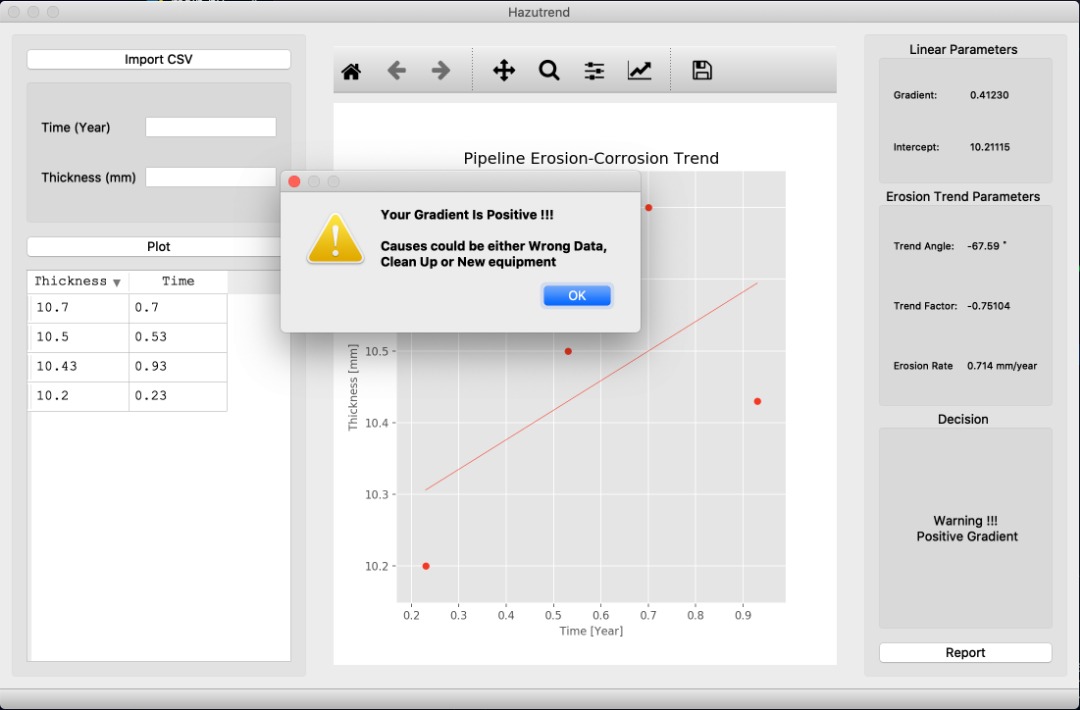 Hazutrend
Import CSV
Time (Year)
Thickness (mm)
Plot
Thickness ▼ Time
10.7 0.7
10.5 0.53
10.43 0.93
10.2 0.23
Pipeline Erosion-Corrosion Trend
Your Gradient Is Positive !!!
Causes could be either Wrong Data,
Clean Up or New equipment
OK
Thickness [mm]
10.5
10.4
10.3
10.2
0.2 0.3 0.4 0.5 0.6 0.7 0.8 0.9
Time [Year]
Linear Parameters
Gradient: 0.41230
Intercept: 10.21115
Erosion Trend Parameters
Trend Angle: -67.59 °
Trend Factor: -0.75104
Erosion Rate 0.714 mm/year
Decision
Warning !!!
Positive Gradient
Report